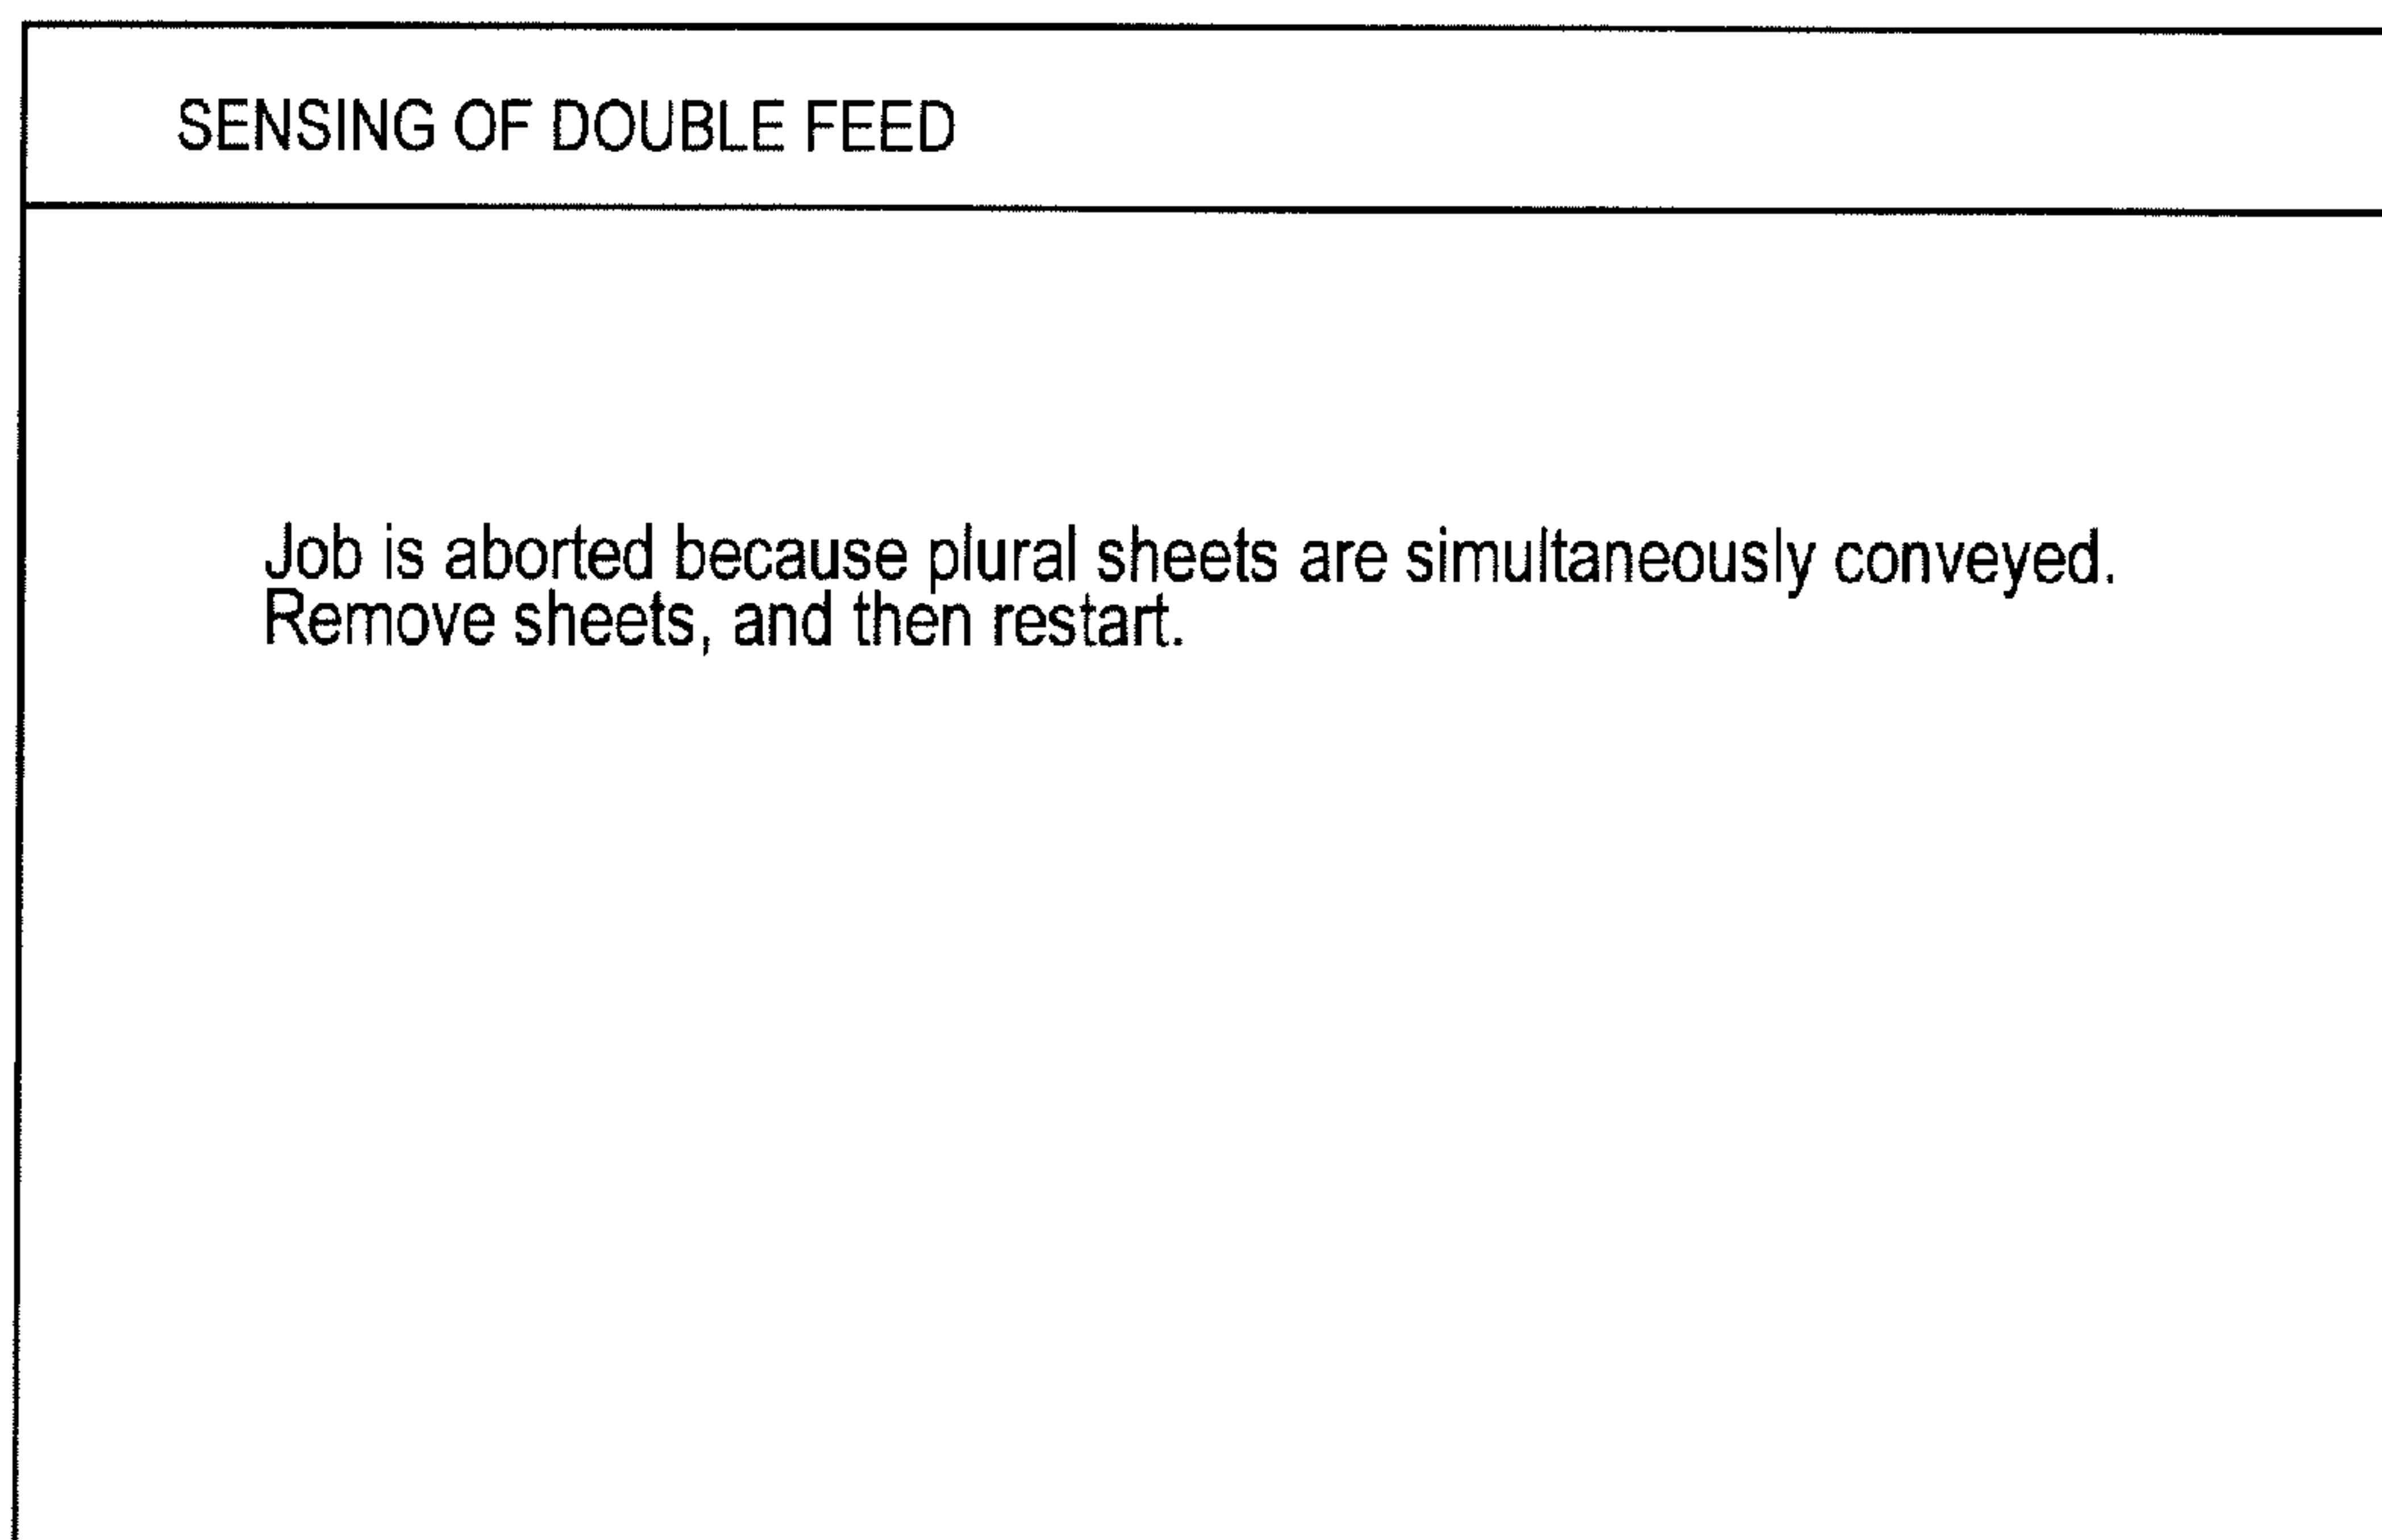 SENSING OF DOUBLE FEED
Job is aborted because plural sheets are simultaneously conveyed.
Remove sheets, and then restart.